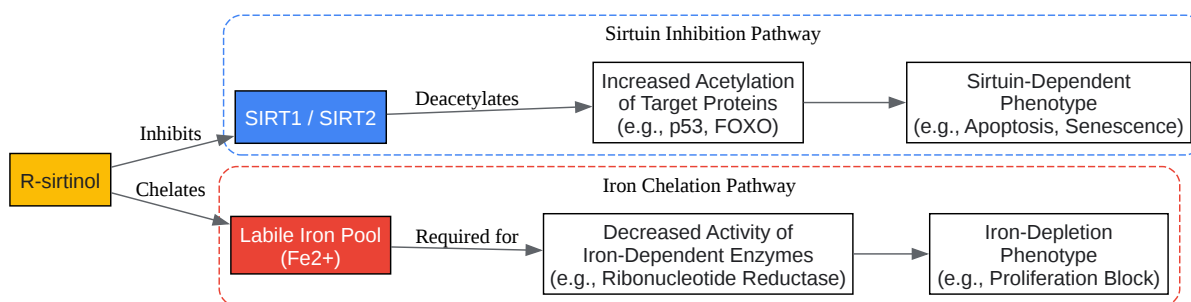 Sirtuin Inhibition Pathway
Inhibits
SIRT1 / SIRT2
Deacetylates
Increased Acetylation
of Target Proteins
(e.g., p53, FOXO)
Sirtuin-Dependent
Phenotype
(e.g., Apoptosis, Senescence)
R-sirtinol
Iron Chelation Pathway
Chelates
Labile Iron Pool
(Fe2+)
Required for
Decreased Activity of
Iron-Dependent Enzymes
(e.g., Ribonucleotide Reductase)
Iron-Depletion
Phenotype
(e.g., Proliferation Block)